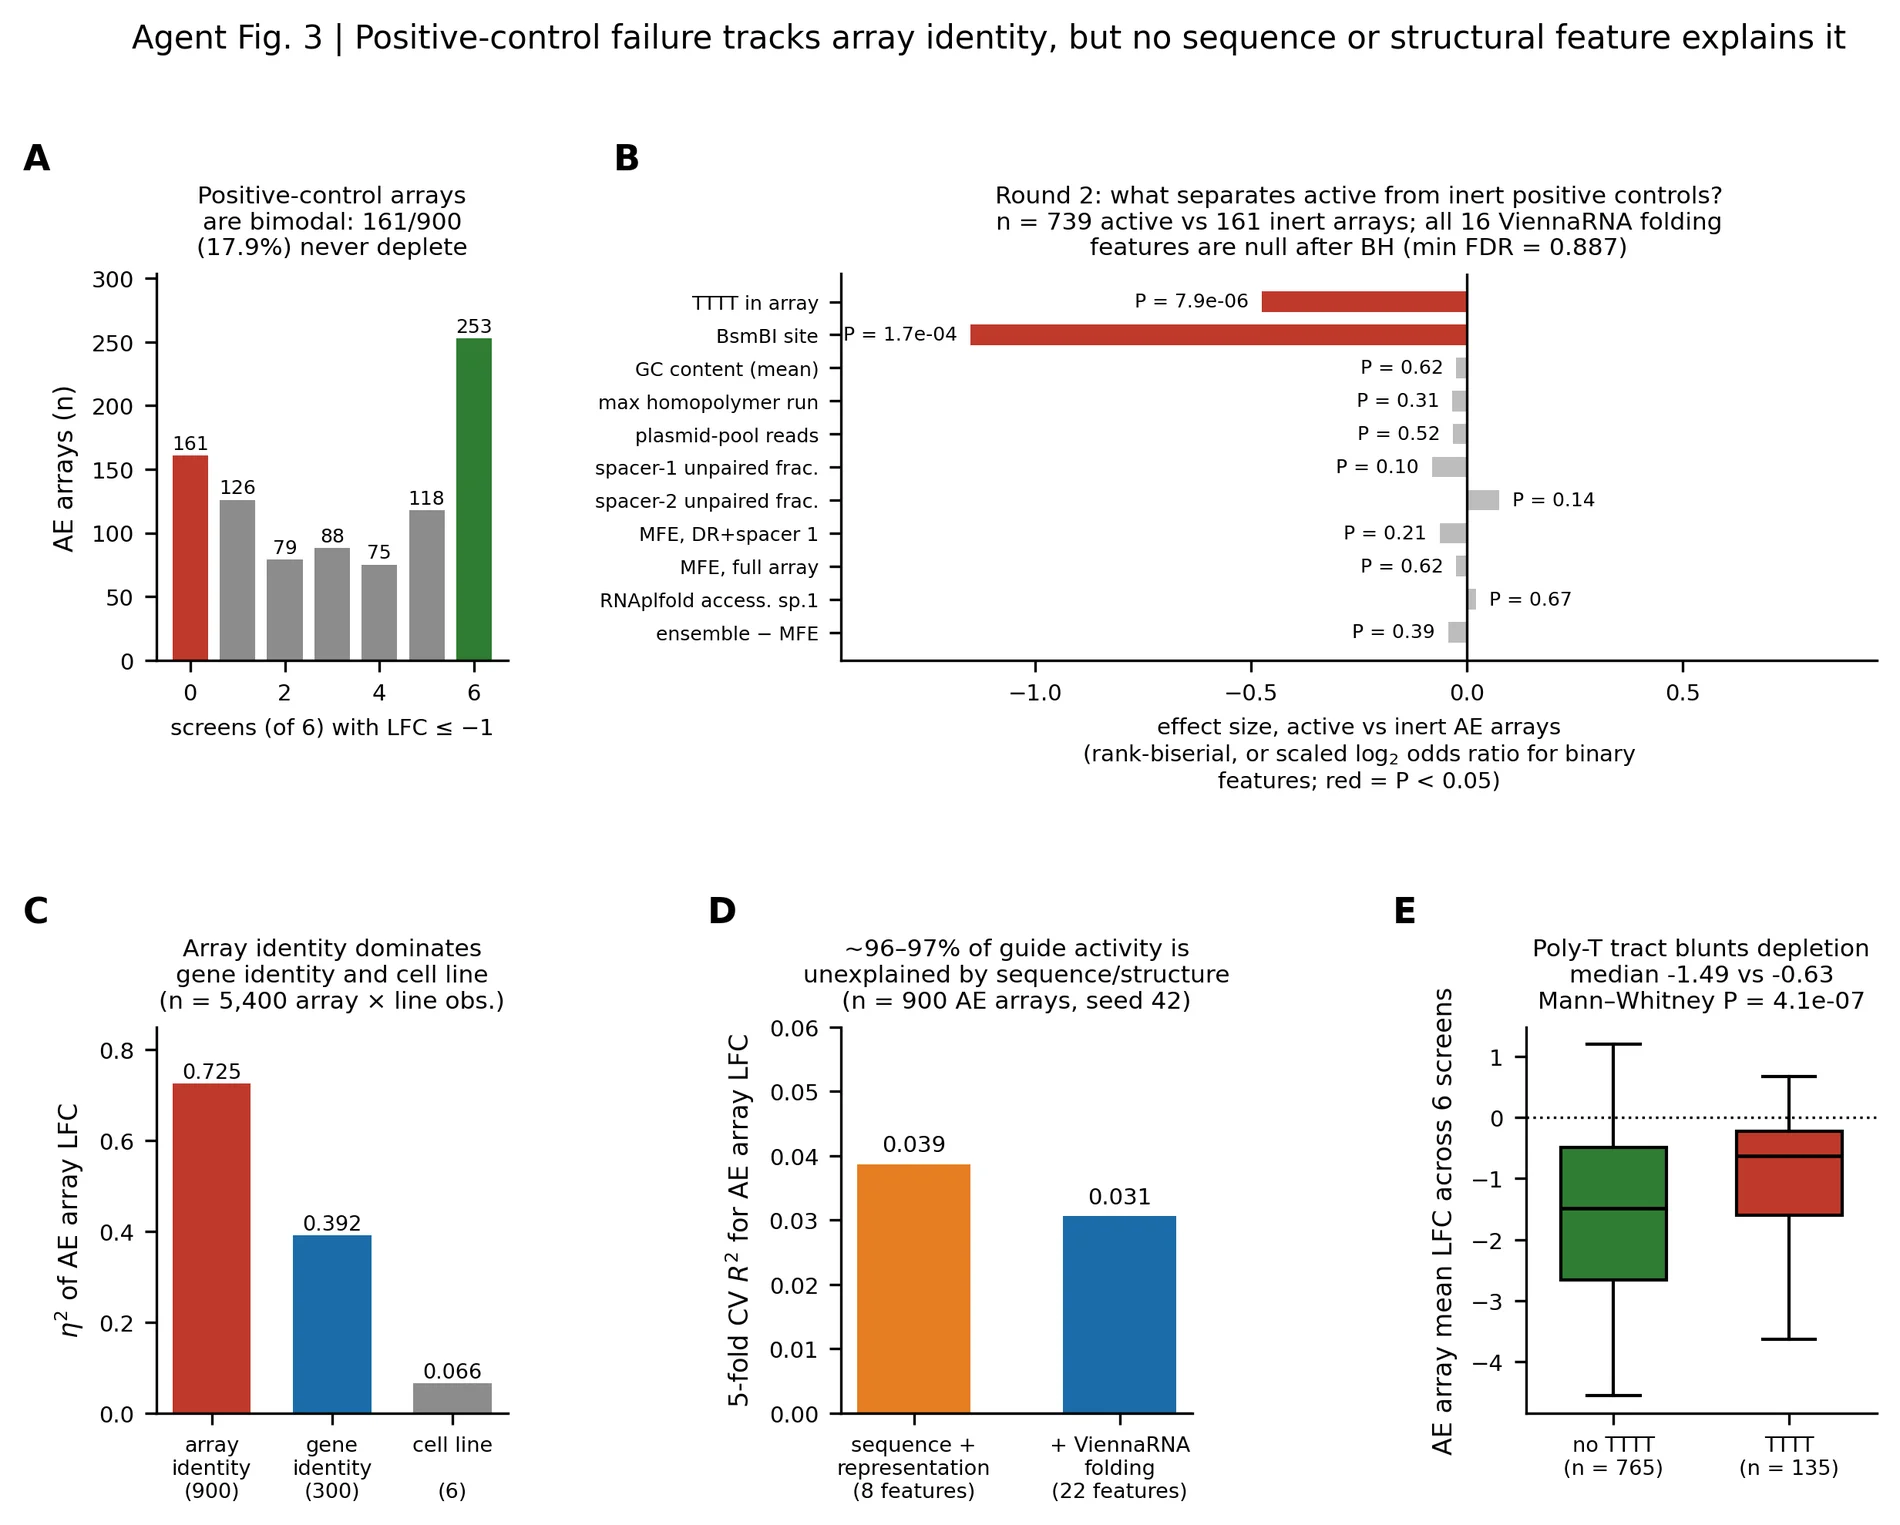 Agent Fig. 3 | Positive-control failure tracks array identity, but no sequence or structural feature explains it
A
Positive-control arrays
are bimodal: 161/900
(17.9%) never deplete
AE arrays (n)
300
250
200
150
100
50
0
161
126
79
88
75
118
253
0
2
4
6
screens (of 6) with LFC ≤ −1
B
Round 2: what separates active from inert positive controls?
n = 739 active vs 161 inert arrays; all 16 ViennaRNA folding
features are null after BH (min FDR = 0.887)
TTTT in array
P = 7.9e-06
BsmBI site
P = 1.7e-04
GC content (mean)
P = 0.62
max homopolymer run
P = 0.31
plasmid-pool reads
P = 0.52
spacer-1 unpaired frac.
P = 0.10
spacer-2 unpaired frac.
P = 0.14
MFE, DR+spacer 1
P = 0.21
MFE, full array
P = 0.62
RNAplfold access. sp.1
P = 0.67
ensemble − MFE
P = 0.39
−1.0
−0.5
0.0
0.5
effect size, active vs inert AE arrays
(rank-biserial, or scaled log₂ odds ratio for binary
features; red = P < 0.05)
C
Array identity dominates
gene identity and cell line
(n = 5,400 array × line obs.)
η² of AE array LFC
0.8
0.6
0.4
0.2
0.0
0.725
0.392
0.066
array
identity
(900)
gene
identity
(300)
cell line
(6)
D
~96–97% of guide activity is
unexplained by sequence/structure
(n = 900 AE arrays, seed 42)
5-fold CV R² for AE array LFC
0.06
0.05
0.04
0.03
0.02
0.01
0.00
0.039
0.031
sequence +
representation
(8 features)
+ ViennaRNA
folding
(22 features)
E
Poly-T tract blunts depletion
median -1.49 vs -0.63
Mann–Whitney P = 4.1e-07
AE array mean LFC across 6 screens
1
0
−1
−2
−3
−4
no TTTT
(n = 765)
TTTT
(n = 135)